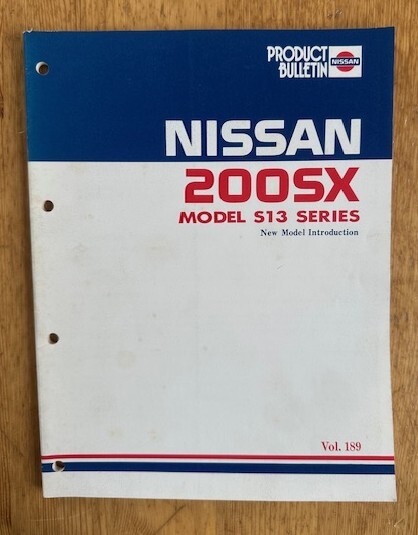 PRODUCT
BULLETIN
NISSAN
NISSAN
200SX
MODEL S13 SERIES
New Model Introduction
Vol. 189